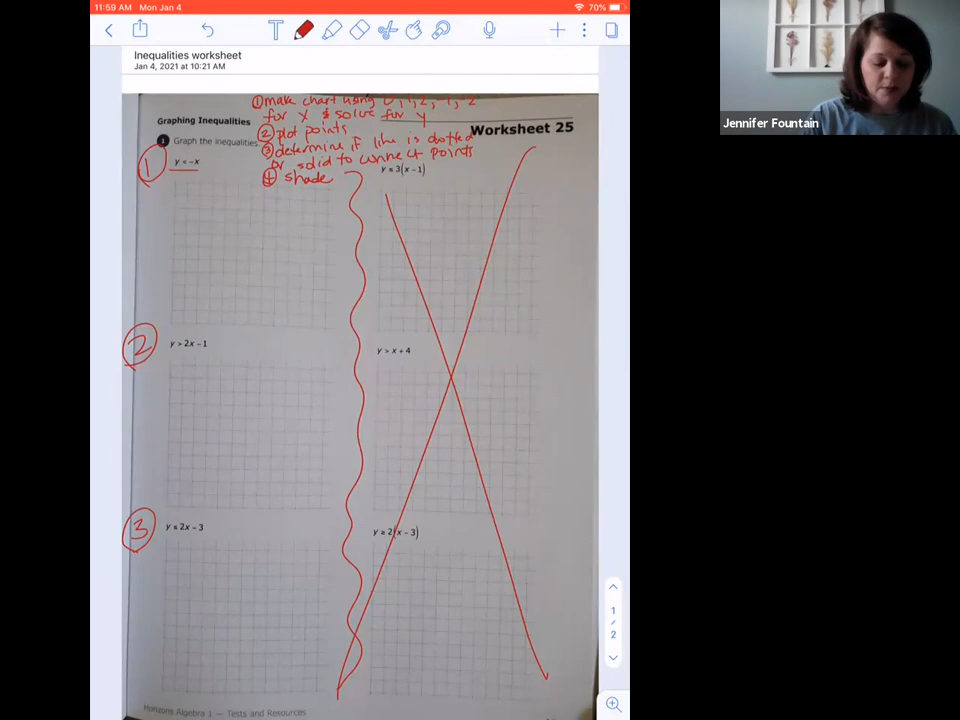 11:59 AM Mon Jan 4
70%
Inequalities worksheet
Jan 4, 2021 at 10:21 AM
① make chart using 0, 1, 2, -1, -2
for x & solve for y
Graphing Inequalities
② plot points
Worksheet 25
1 Graph the inequalities
③ determine if line is dotted
or solid to connect points
④ shade
1
y < -x
y ≤ 3(x - 1)
2
y > 2x - 1
y > x + 4
3
y ≤ 2x - 3
y ≥ 2(x - 3)
Horizons Algebra 1 — Tests and Resources
1
/
2
Jennifer Fountain